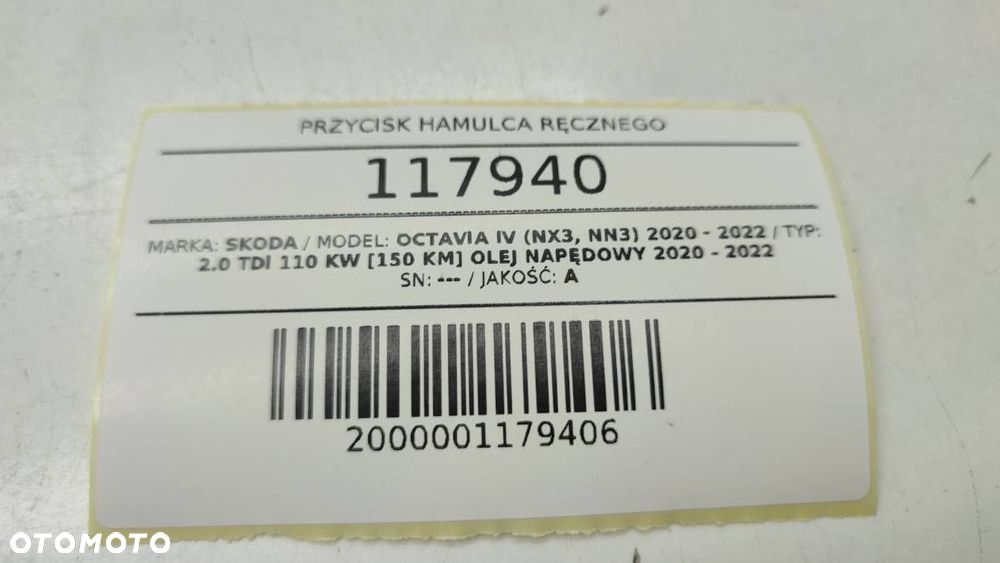 PRZYCISK HAMULCA RĘCZNEGO
117940
MARKA: SKODA / MODEL: OCTAVIA IV (NX3, NN3) 2020 - 2022 / TYP:
2.0 TDI 110 KW [150 KM] OLEJ NAPĘDOWY 2020 - 2022
SN: --- / JAKOŚĆ: A
2000001179406
OTOMOTO